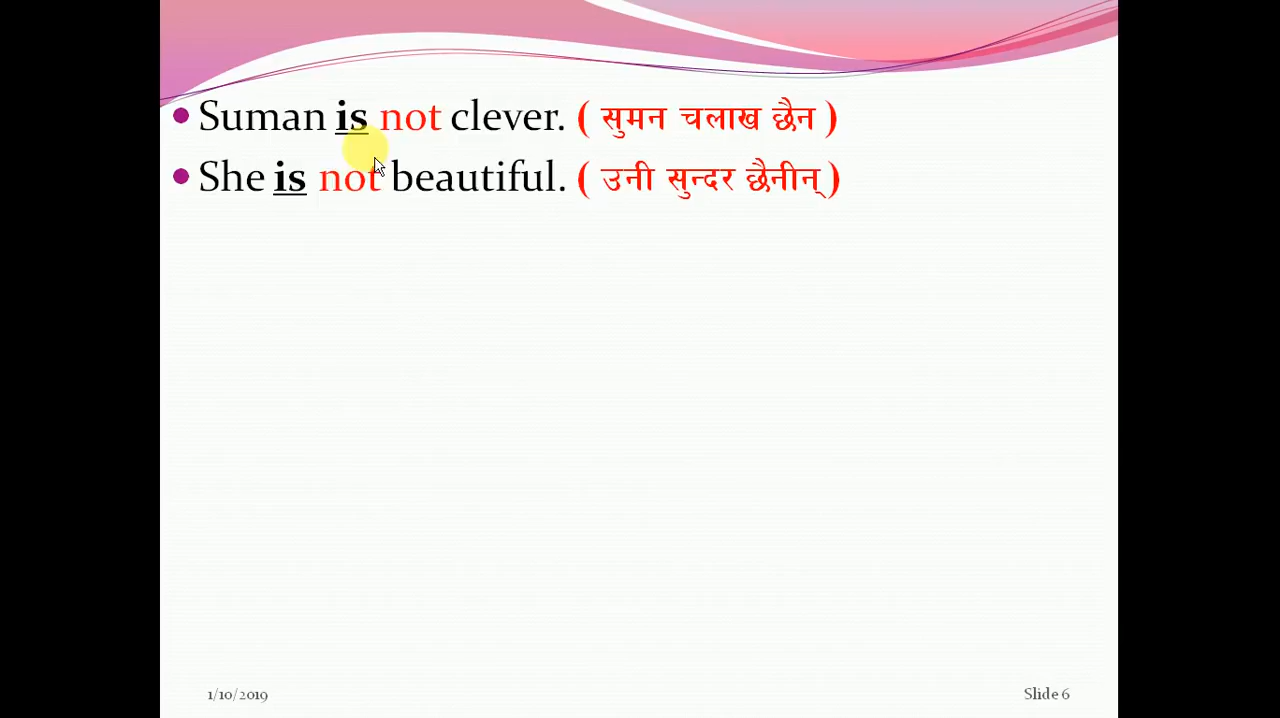 Suman is not clever. ( सुमन चलाख छैन )
She is not beautiful. ( उनी सुन्दर छैनीन् )
1/10/2019
Slide 6